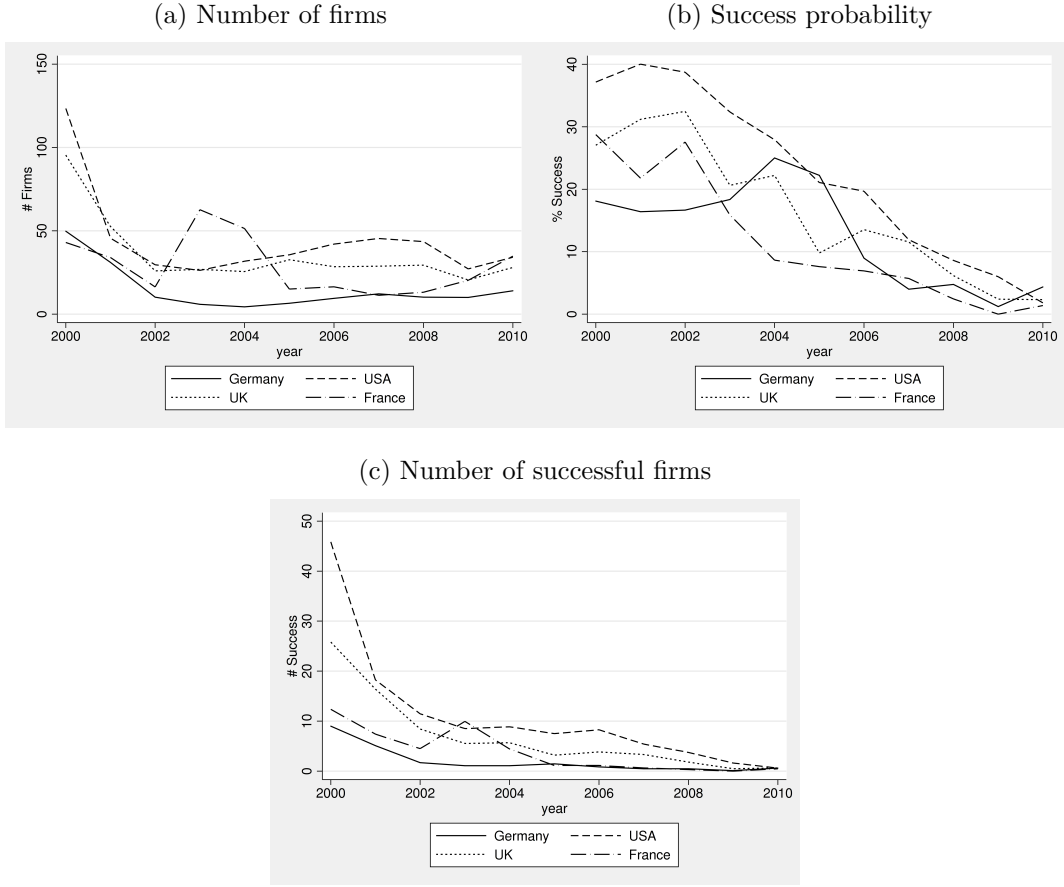 (a) Number of firms
(b) Success probability
# Firms
150
100
50
0
2000 2002 2004 2006 2008 2010
year
Germany USA
UK France
% Success
40
30
20
10
0
2000 2002 2004 2006 2008 2010
year
Germany USA
UK France
(c) Number of successful firms
# Success
50
40
30
20
10
0
2000 2002 2004 2006 2008 2010
year
Germany USA
UK France